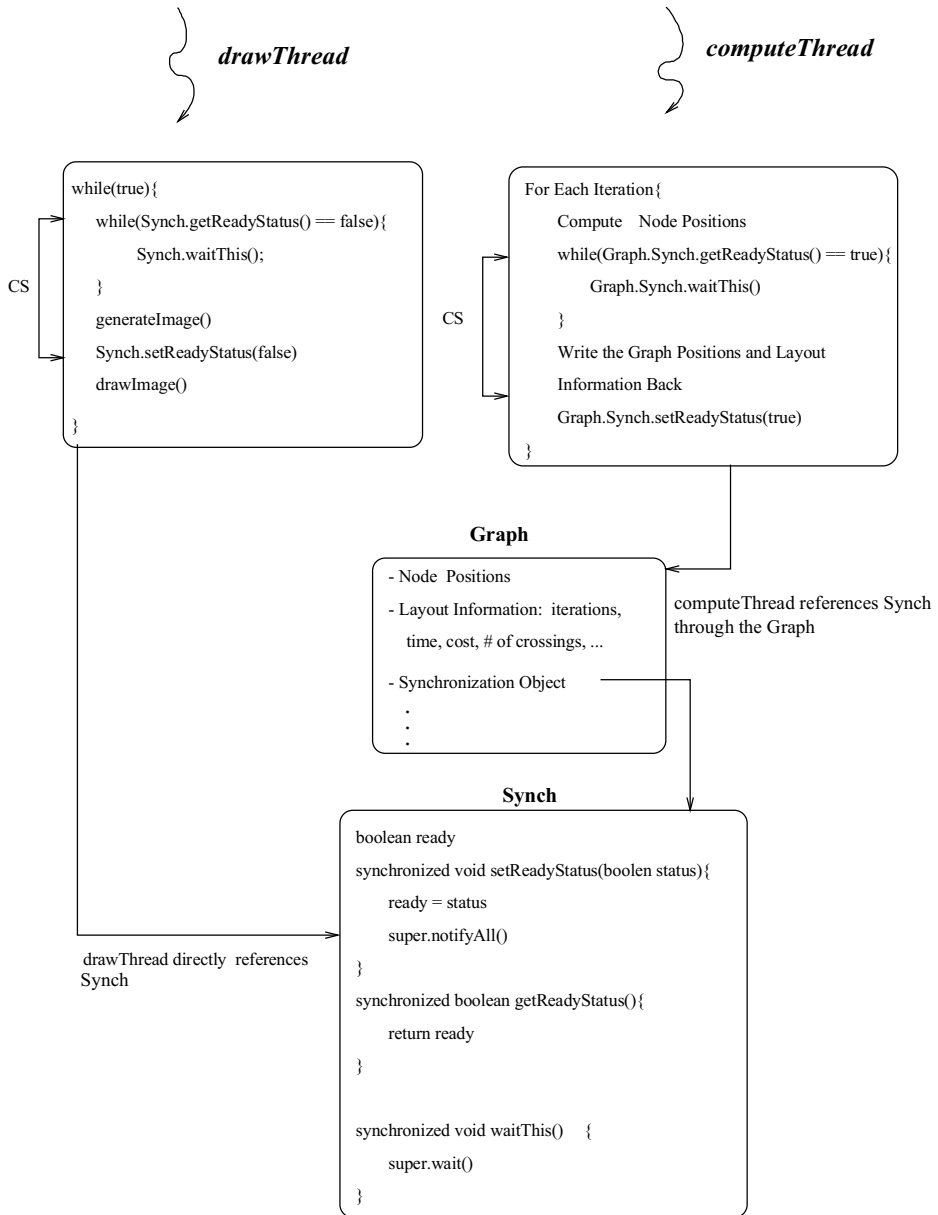 drawThread
computeThread
while(true){
while(Synch.getReadyStatus() == false){
Synch.waitThis();
}
generateImage()
Synch.setReadyStatus(false)
drawImage()
}
CS
For Each Iteration{
Compute Node Positions
while(Graph.Synch.getReadyStatus() == true){
Graph.Synch.waitThis()
}
Write the Graph Positions and Layout
Information Back
Graph.Synch.setReadyStatus(true)
}
CS
Graph
- Node Positions
- Layout Information: iterations,
time, cost, # of crossings, ...
- Synchronization Object
.
.
.
computeThread references Synch
through the Graph
Synch
boolean ready
synchronized void setReadyStatus(boolen status){
ready = status
super.notifyAll()
}
synchronized boolean getReadyStatus(){
return ready
}
synchronized void waitThis() {
super.wait()
}
drawThread directly references
Synch